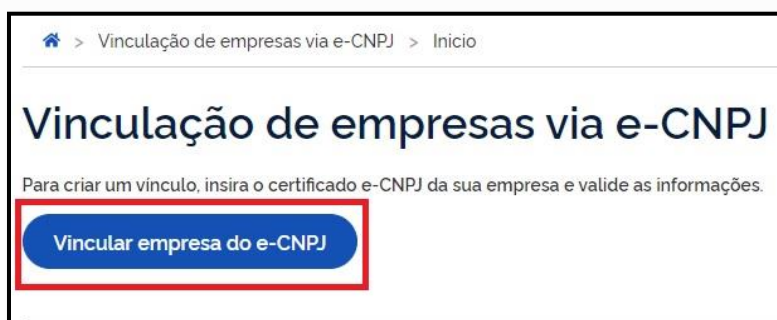 > Vinculação de empresas via e-CNPJ > Inicio
Vinculação de empresas via e-CNPJ
Para criar um vínculo, insira o certificado e-CNPJ da sua empresa e valide as informações.
Vincular empresa do e-CNPJ